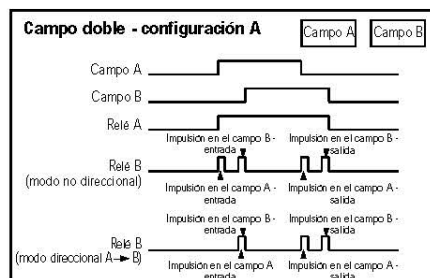 Campo doble - configuración A
Campo A
Campo B
Campo A
Campo B
Relé A
Impulsión en el campo B -
entrada
Impulsión en el campo B -
salida
Relé B
(modo no direccional)
Impulsión en el campo A -
entrada
Impulsión en el campo A -
salida
Impulsión en el campo B -
entrada
Impulsión en el campo B -
salida
Relé B
(modo direccional A → B)
Impulsión en el campo A
entrada
Impulsión en el campo A -
salida